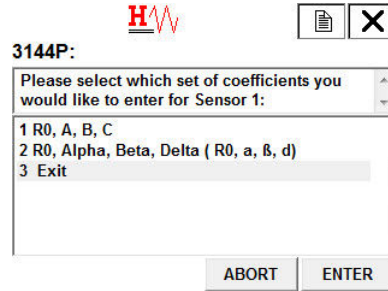 H
3144P:
Please select which set of coefficients you
would like to enter for Sensor 1:
1 R0, A, B, C
2 R0, Alpha, Beta, Delta ( R0, a, ß, d)
3 Exit
ABORT ENTER